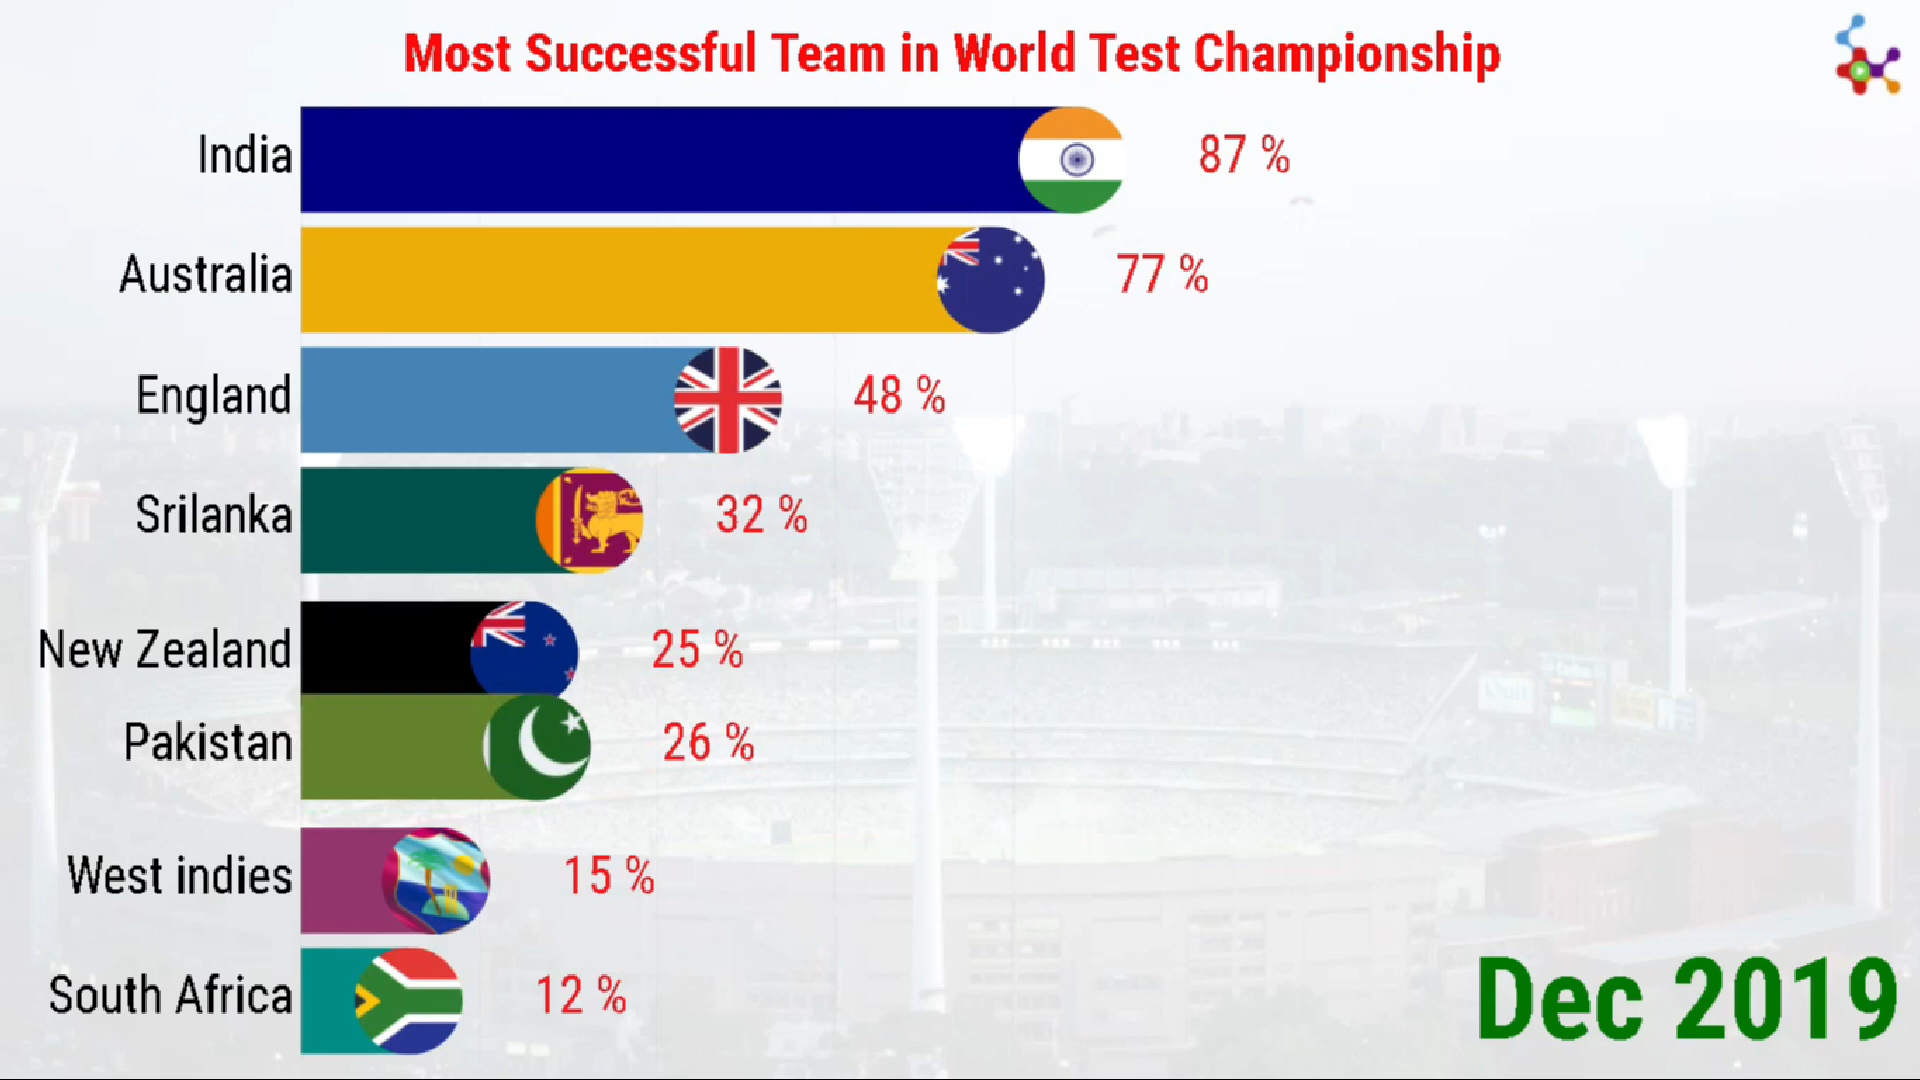 Most Successful Team in World Test Championship
India 87 %
Australia 77 %
England 48 %
Srilanka 32 %
New Zealand 25 %
Pakistan 26 %
West indies 15 %
South Africa 12 %
Dec 2019